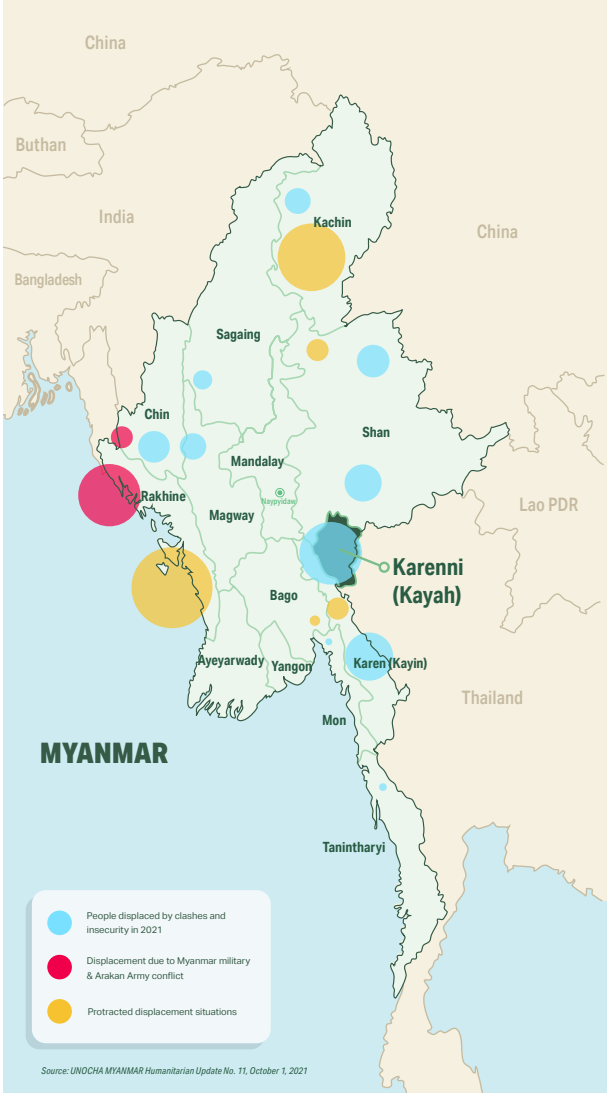 China
Buthan
India
Kachin
China
Bangladesh
Sagaing
Chin
Shan
Mandalay
Rakhine
Naypyidaw
Magway
Lao PDR
Karenni
(Kayah)
Bago
Ayeyarwady
Yangon
Karen (Kayin)
Thailand
Mon
MYANMAR
Tanintharyi
People displaced by clashes and
insecurity in 2021
Displacement due to Myanmar military
& Arakan Army conflict
Protracted displacement situations
Source: UNOCHA MYANMAR Humanitarian Update No. 11, October 1, 2021